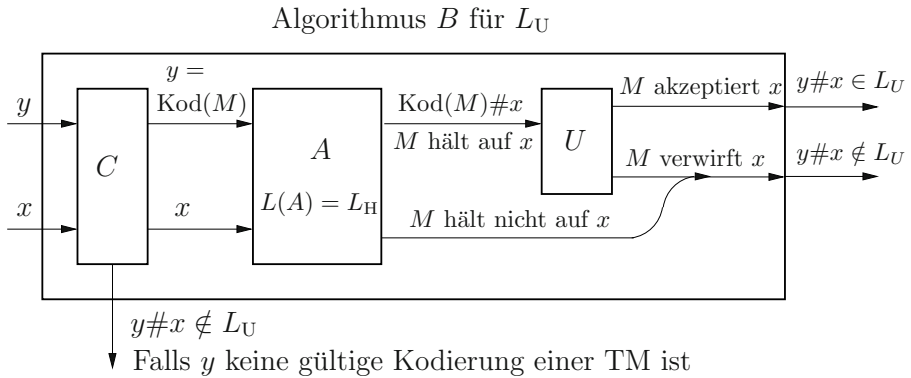 Algorithmus B für L_U
y =
y
Kod(M)
Kod(M)#x
M akzeptiert x
y#x ∈ L_U
C
A
M hält auf x
U
M verwirft x
y#x ∉ L_U
x
x
L(A) = L_H
M hält nicht auf x
y#x ∉ L_U
Falls y keine gültige Kodierung einer TM ist